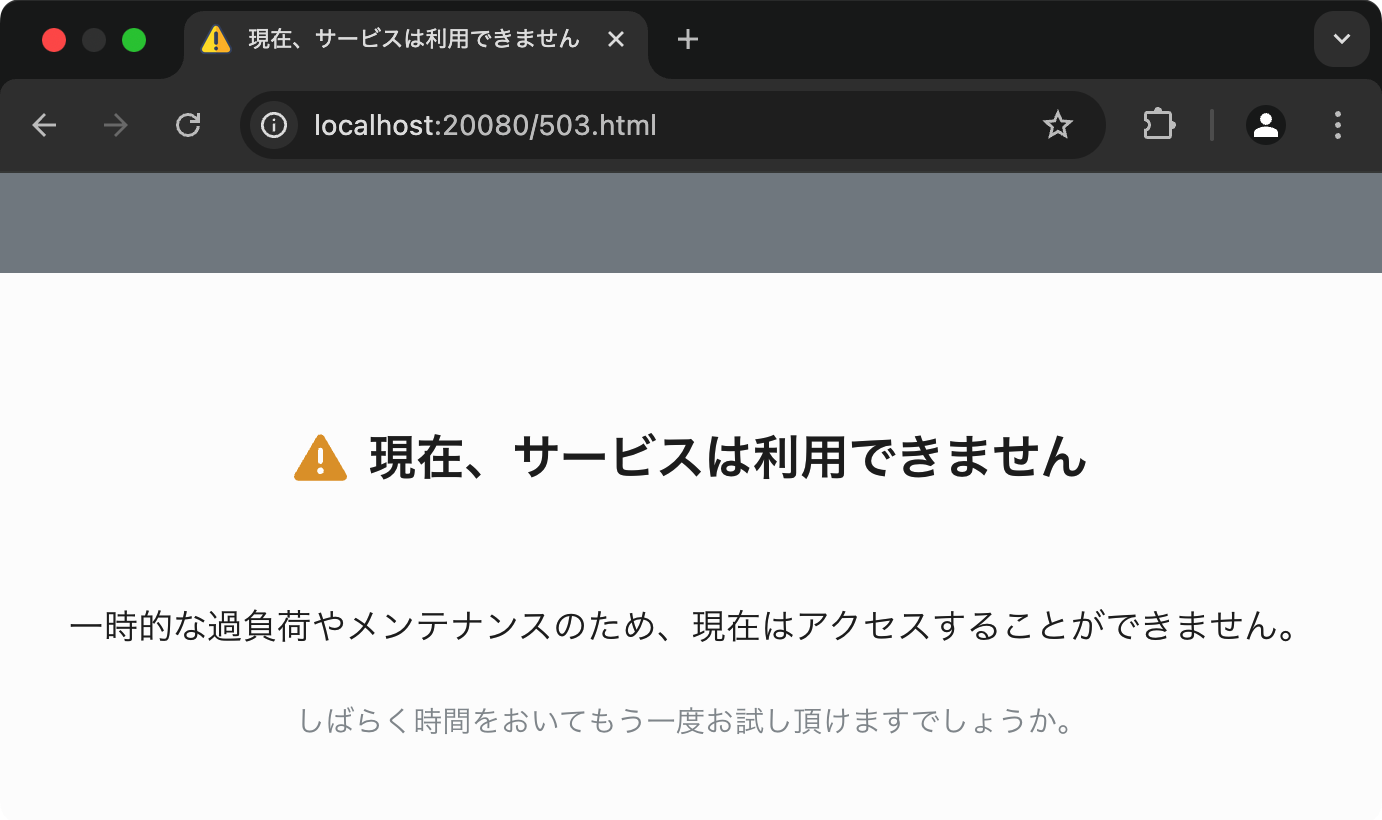 現在、サービスは利用できません
localhost:20080/503.html
現在、サービスは利用できません
一時的な過負荷やメンテナンスのため、現在はアクセスすることができません。
しばらく時間をおいてもう一度お試し頂けますでしょうか。